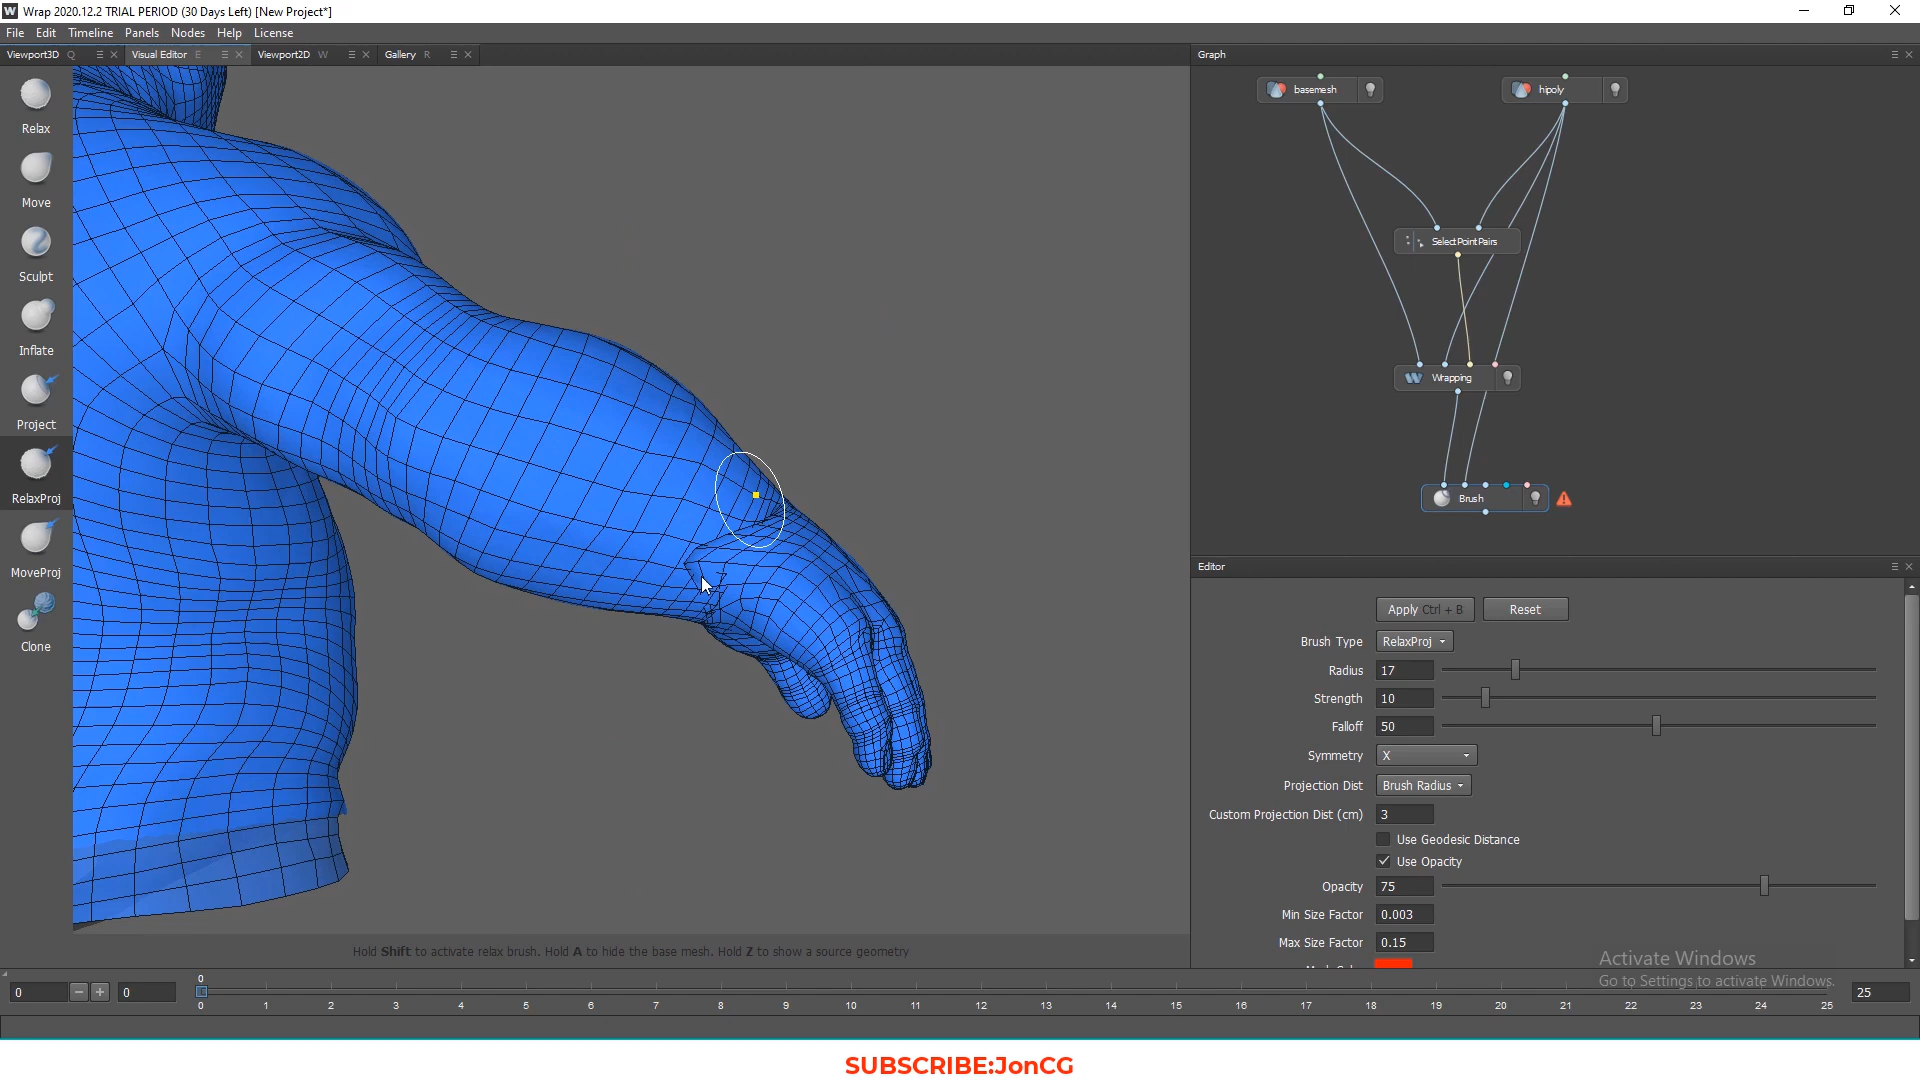 Wrap 2020.12.2 TRIAL PERIOD (30 Days Left) [New Project*]
File Edit Timeline Panels Nodes Help License
Viewport3D Q Visual Editor E Viewport2D W Gallery R Graph
Relax
Move
Sculpt
Inflate
Project
RelaxProj
MoveProj
Clone
basemesh
hipoly
SelectPointPairs
Wrapping
Brush
Editor
Apply Ctrl + B Reset
Brush Type RelaxProj
Radius 17
Strength 10
Falloff 50
Symmetry X
Projection Dist Brush Radius
Custom Projection Dist (cm) 3
Use Geodesic Distance
Use Opacity
Opacity 75
Min Size Factor 0.003
Max Size Factor 0.15
Hold Shift to activate relax brush. Hold A to hide the base mesh. Hold Z to show a source geometry
Activate Windows
Go to Settings to activate Windows.
0
0 0 25
0 1 2 3 4 5 6 7 8 9 10 11 12 13 14 15 16 17 18 19 20 21 22 23 24 25
SUBSCRIBE:JonCG